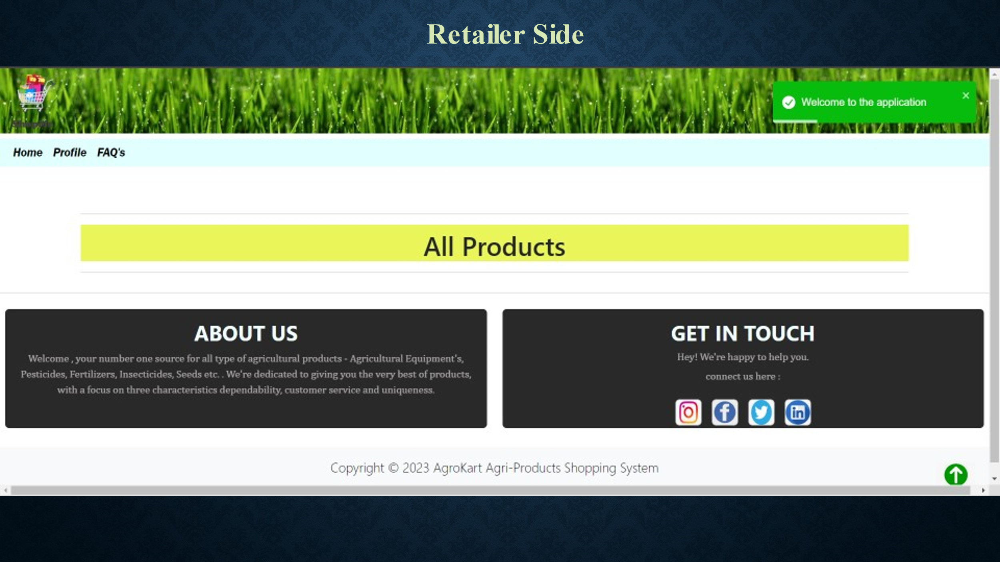 Retailer Side
Welcome to the application
Home Profile FAQ's
All Products
ABOUT US
Welcome , your number one source for all type of agricultural products - Agricultural Equipment's,
Pesticides, Fertilizers, Insecticides, Seeds etc. . We're dedicated to giving you the very best of products,
with a focus on three characteristics dependability, customer service and uniqueness.
GET IN TOUCH
Hey! We're happy to help you.
connect us here :
Copyright © 2023 AgroKart Agri-Products Shopping System